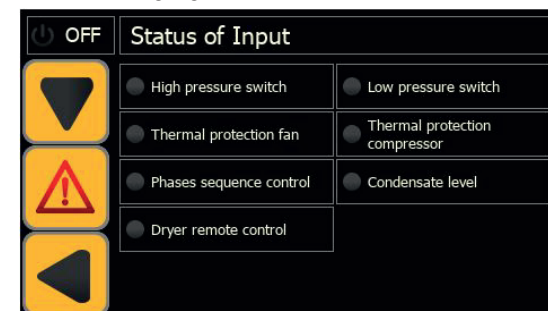 OFF
Status of Input
High pressure switch
Low pressure switch
Thermal protection fan
Thermal protection
compressor
Phases sequence control
Condensate level
Dryer remote control